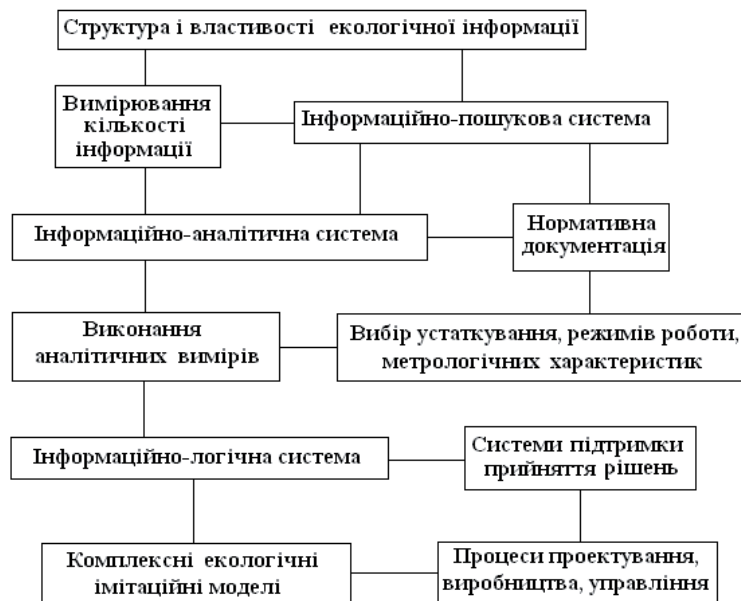 Структура і властивості екологічної інформації
Вимірювання
кількості
інформації
Інформаційно-пошукова система
Інформаційно-аналітична система
Нормативна
документація
Виконання
аналітичних вимірів
Вибір устаткування, режимів роботи,
метрологічних характеристик
Інформаційно-логічна система
Системи підтримки
прийняття рішень
Комплексні екологічні
імітаційні моделі
Процеси проектування,
виробництва, управління